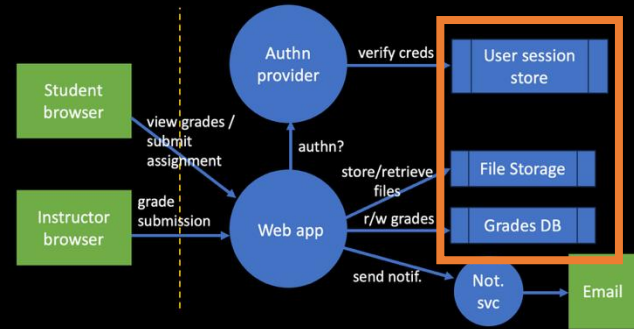 Authn
provider
verify creds
User session
store
Student
browser
view grades /
submit
assignment
authn?
store/retrieve
files
File Storage
Instructor
browser
grade
submission
Web app
r/w grades
Grades DB
send notif.
Not.
svc
Email